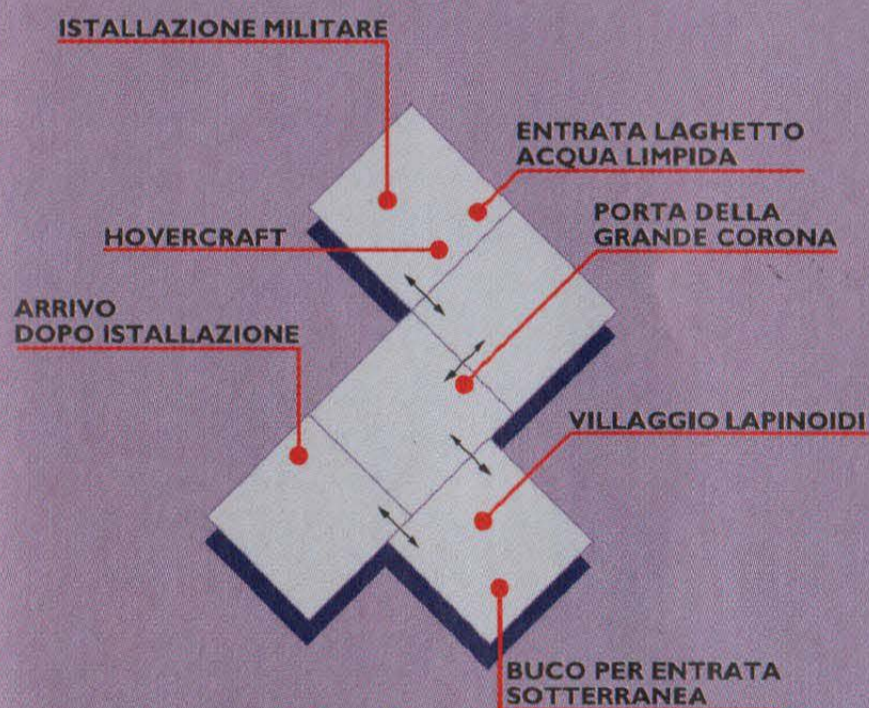 ISTALLAZIONE MILITARE
ENTRATA LAGHETTO
ACQUA LIMPIDA
HOVERCRAFT
PORTA DELLA
GRANDE CORONA
ARRIVO
DOPO ISTALLAZIONE
VILLAGGIO LAPINOIDI
BUCO PER ENTRATA
SOTTERRANEA